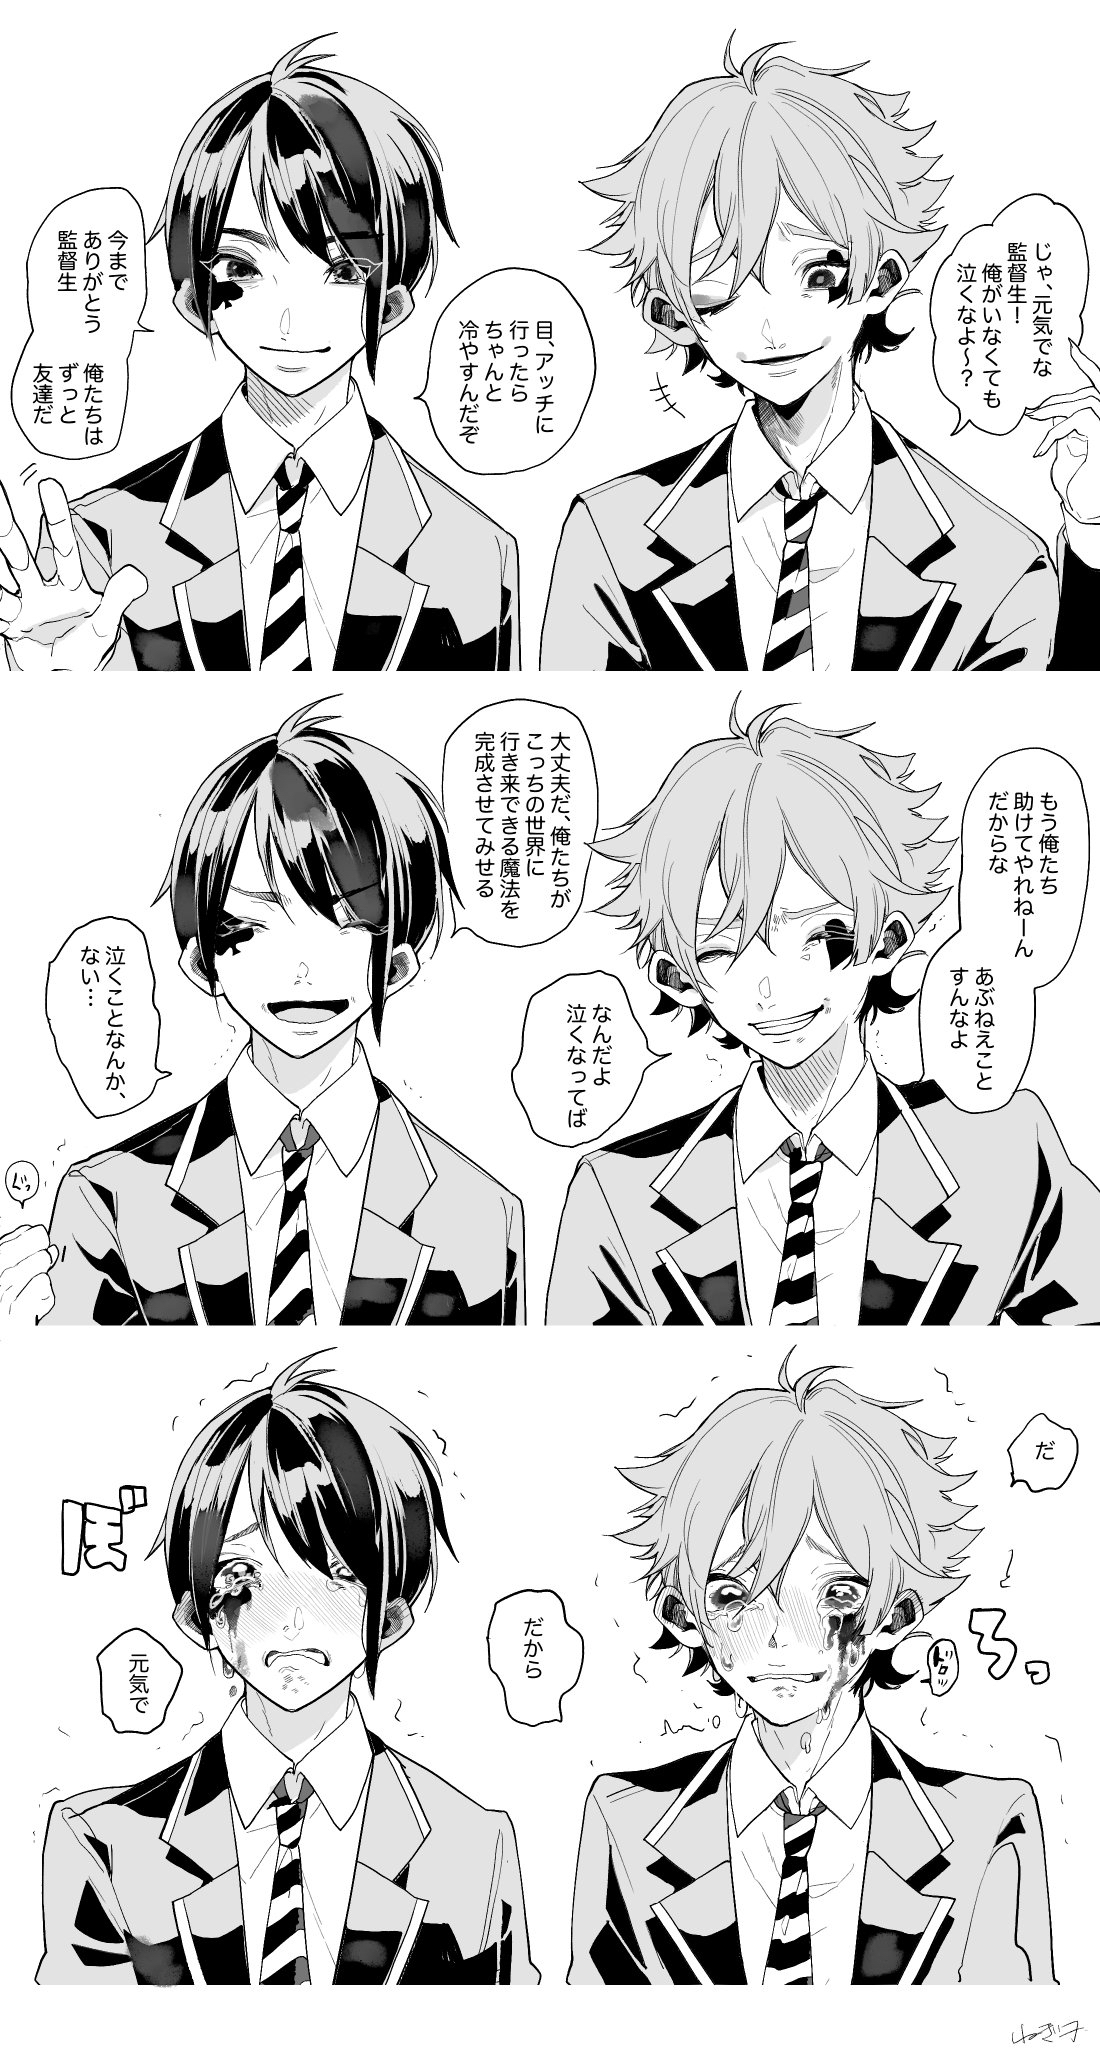 じゃ、元気でな
監督生！
俺がいなくても
泣くなよ〜？
目、アッチに
行ったら
ちゃんと
冷やすんだぞ
今まで
ありがとう
監督生
俺たちは
ずっと
友達だ
もう俺たち
助けてやれねーん
だからな
あぶねえこと
すんなよ
大丈夫だ、俺たちが
こっちの世界に
行き来できる魔法を
完成させてみせる
なんだよ
泣くなってば
泣くことなんか、
ない…
ぐっ
だ
だから
元気で
ぼ
ろっ
ドロッ
ねぎ子